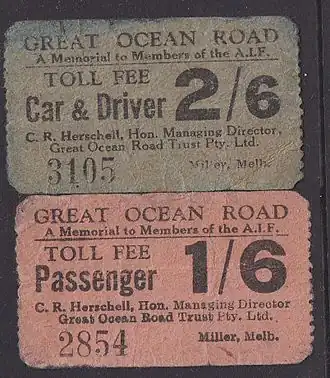 GREAT OCEAN ROAD
A Memorial to Members of the A.I.F.
TOLL FEE
Car & Driver 2/6
C. R. Herschell, Hon. Managing Director,
Great Ocean Road Trust Pty. Ltd.
3105 Miller, Melb.
GREAT OCEAN ROAD
A Memorial to Members of the A.I.F.
TOLL FEE
Passenger 1/6
C. R. Herschell, Hon. Managing Director
Great Ocean Road Trust Pty. Ltd.
2854 Miller, Melb.